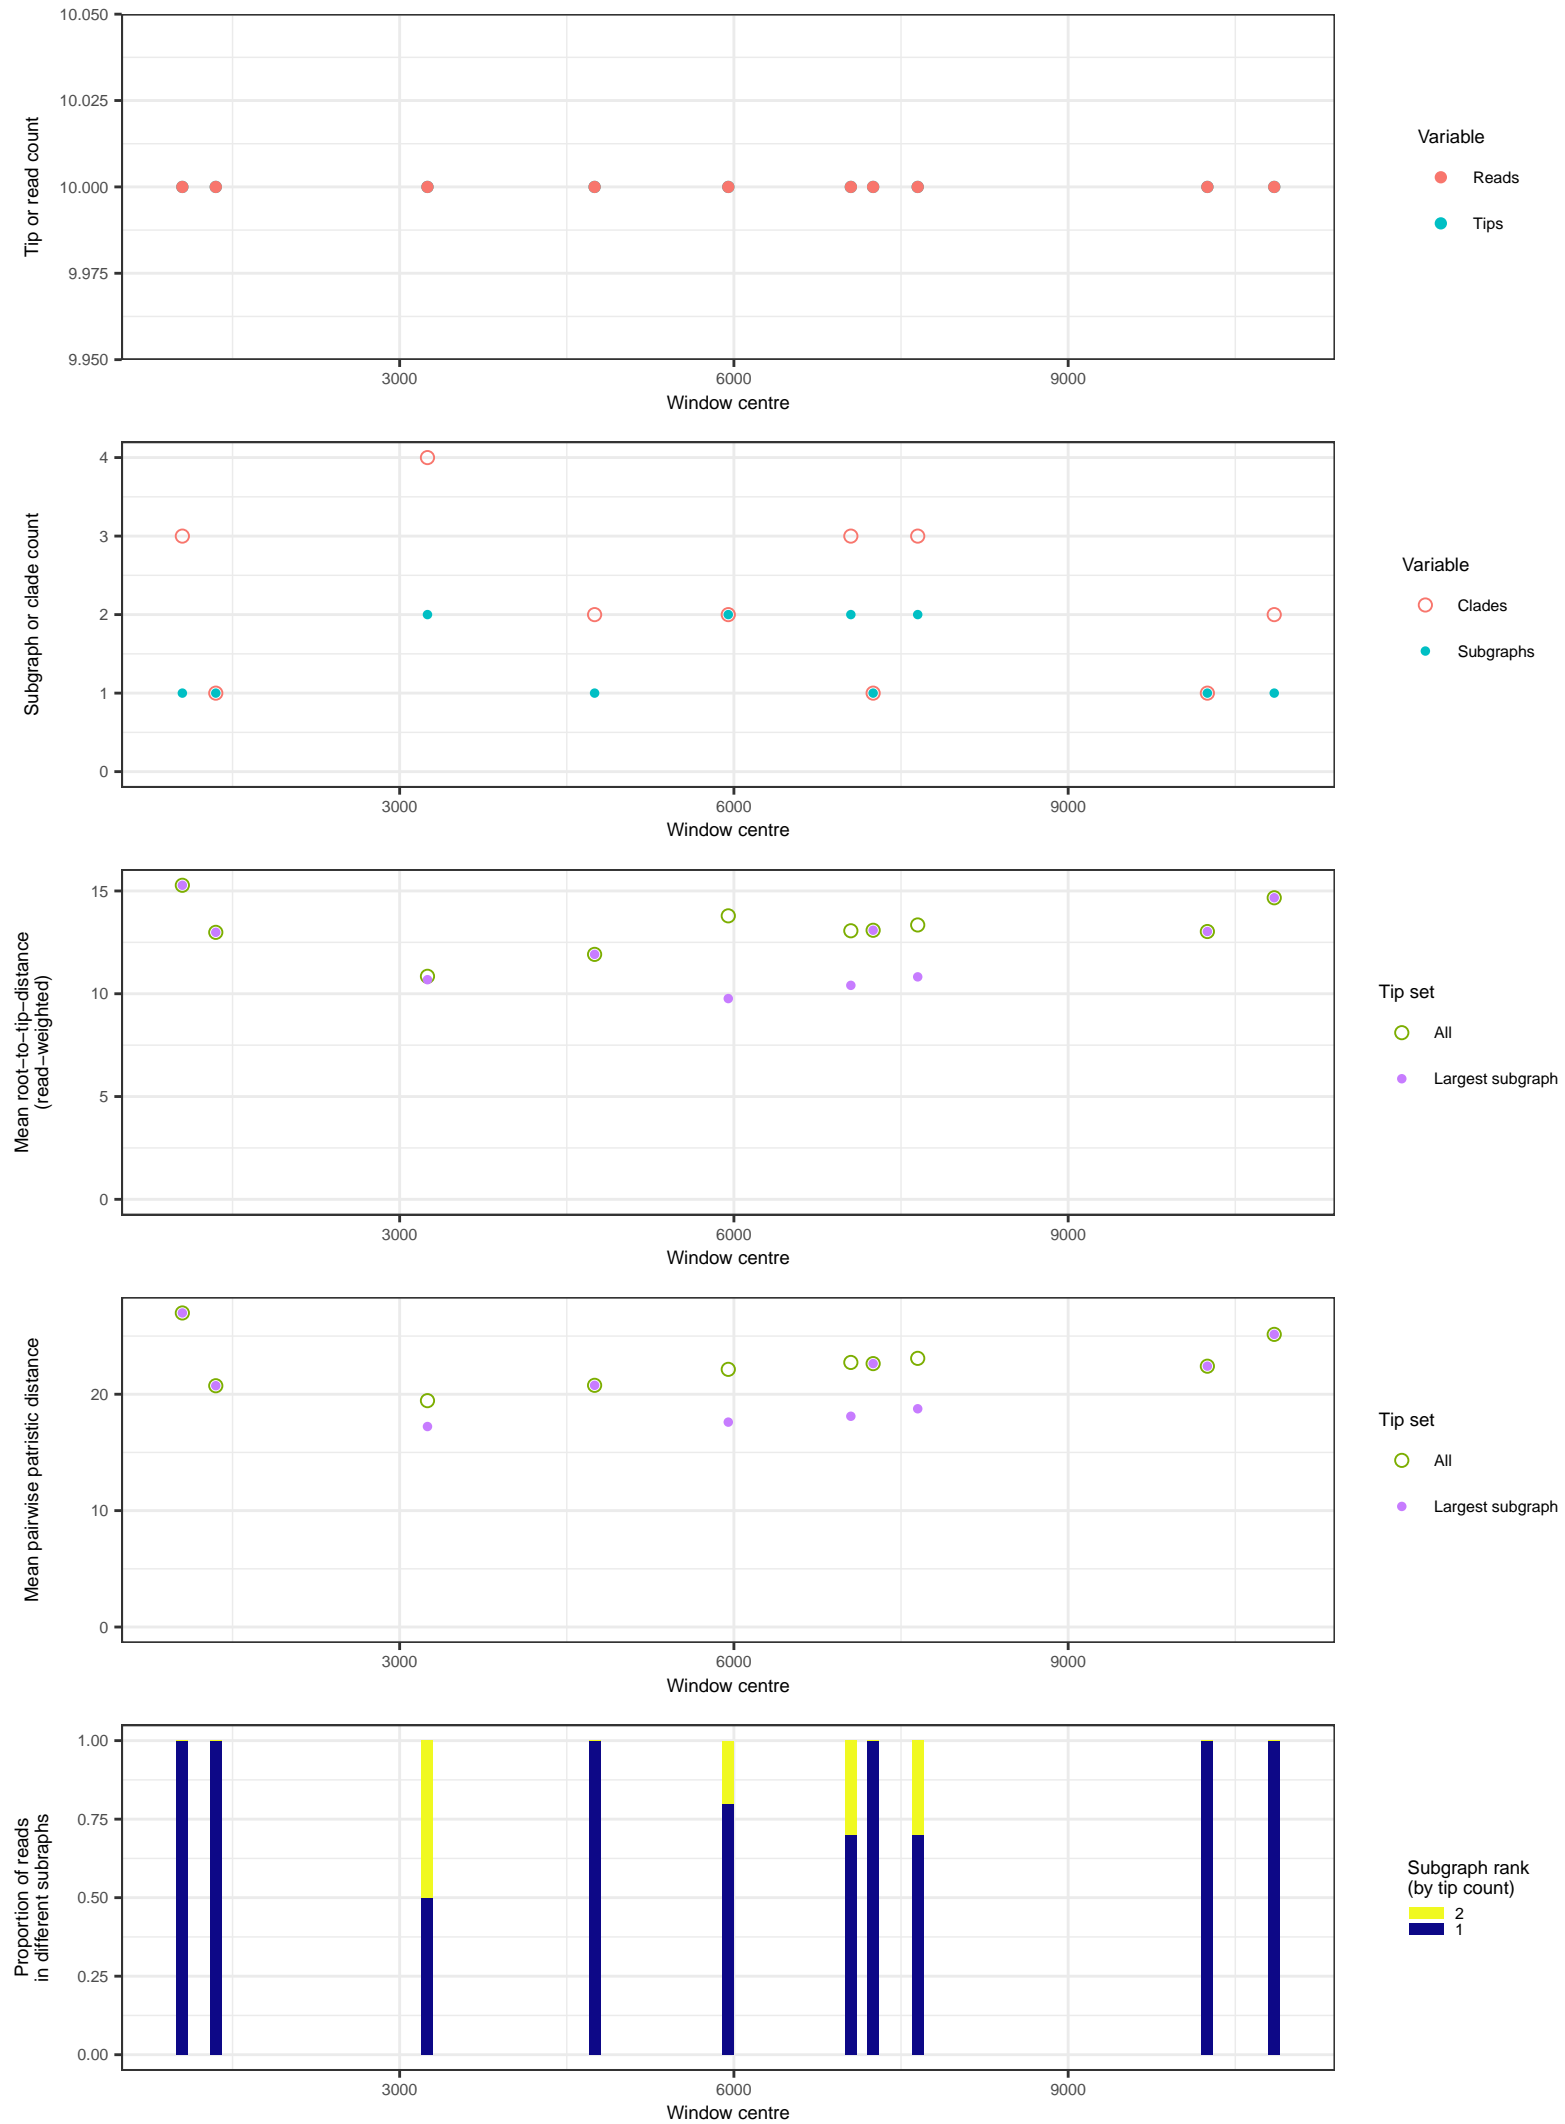 10.050
10.025
10.000
9.975
9.950
Tip or read count
3000
6000
9000
Window centre
Variable
Reads
Tips
4
3
2
1
0
Subgraph or clade count
3000
6000
9000
Window centre
Variable
Clades
Subgraphs
15
10
5
0
Mean root−to−tip−distance
(read−weighted)
3000
6000
9000
Window centre
Tip set
All
Largest subgraph
20
10
0
Mean pairwise patristic distance
3000
6000
9000
Window centre
Tip set
All
Largest subgraph
1.00
0.75
0.50
0.25
0.00
Proportion of reads
in different subraphs
3000
6000
9000
Window centre
Subgraph rank
(by tip count)
2
1